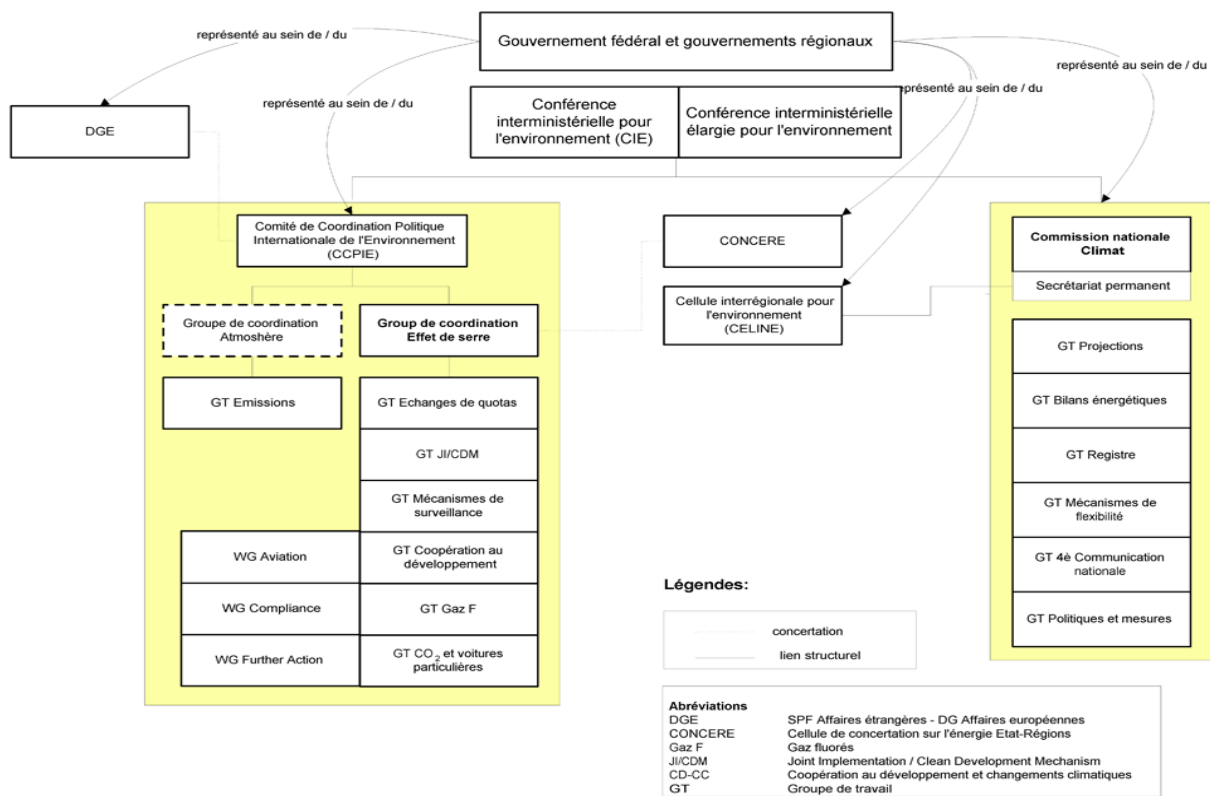 Gouvernement fédéral et gouvernements régionaux
représenté au sein de / du
représenté au sein de / du
représenté au sein de / du
représenté au sein de / du
DGE
Conférence
interministérielle pour
l'environnement (CIE)
Conférence interministérielle
élargie pour l'environnement
Comité de Coordination Politique
Internationale de l'Environnement
(CCPIE)
Groupe de coordination
Atmoshère
Group de coordination
Effet de serre
GT Emissions
GT Echanges de quotas
GT JI/CDM
GT Mécanismes de
surveillance
WG Aviation
GT Coopération au
développement
WG Compliance
GT Gaz F
WG Further Action
GT CO2 et voitures
particulières
CONCERE
Cellule interrégionale pour
l'environnement
(CELINE)
Commission nationale
Climat
Secrétariat permanent
GT Projections
GT Bilans énergétiques
GT Registre
GT Mécanismes de
flexibilité
GT 4è Communication
nationale
GT Politiques et mesures
Légendes:
concertation
lien structurel
Abréviations
DGE SPF Affaires étrangères - DG Affaires européennes
CONCERE Cellule de concertation sur l'énergie Etat-Régions
Gaz F Gaz fluorés
JI/CDM Joint Implementation / Clean Development Mechanism
CD-CC Coopération au développement et changements climatiques
GT Groupe de travail